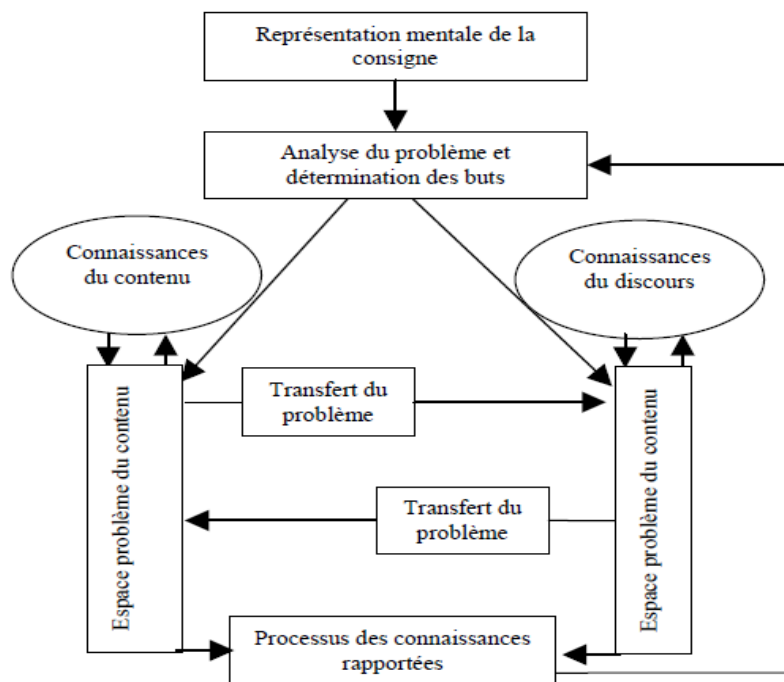 Représentation mentale de la
consigne
Analyse du problème et
détermination des buts
Connaissances
du contenu
Connaissances
du discours
Transfert du
problème
Espace problème du contenu
Espace problème du contenu
Transfert du
problème
Processus des connaissances
rapportées